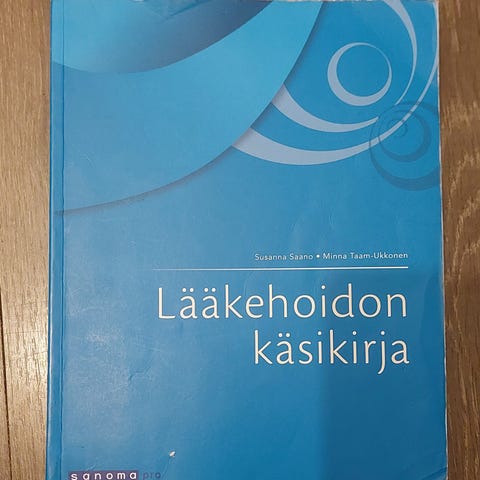 Susanna Saano • Minna Taam-Ukkonen
Lääkehoidon
käsikirja
sanoma pro